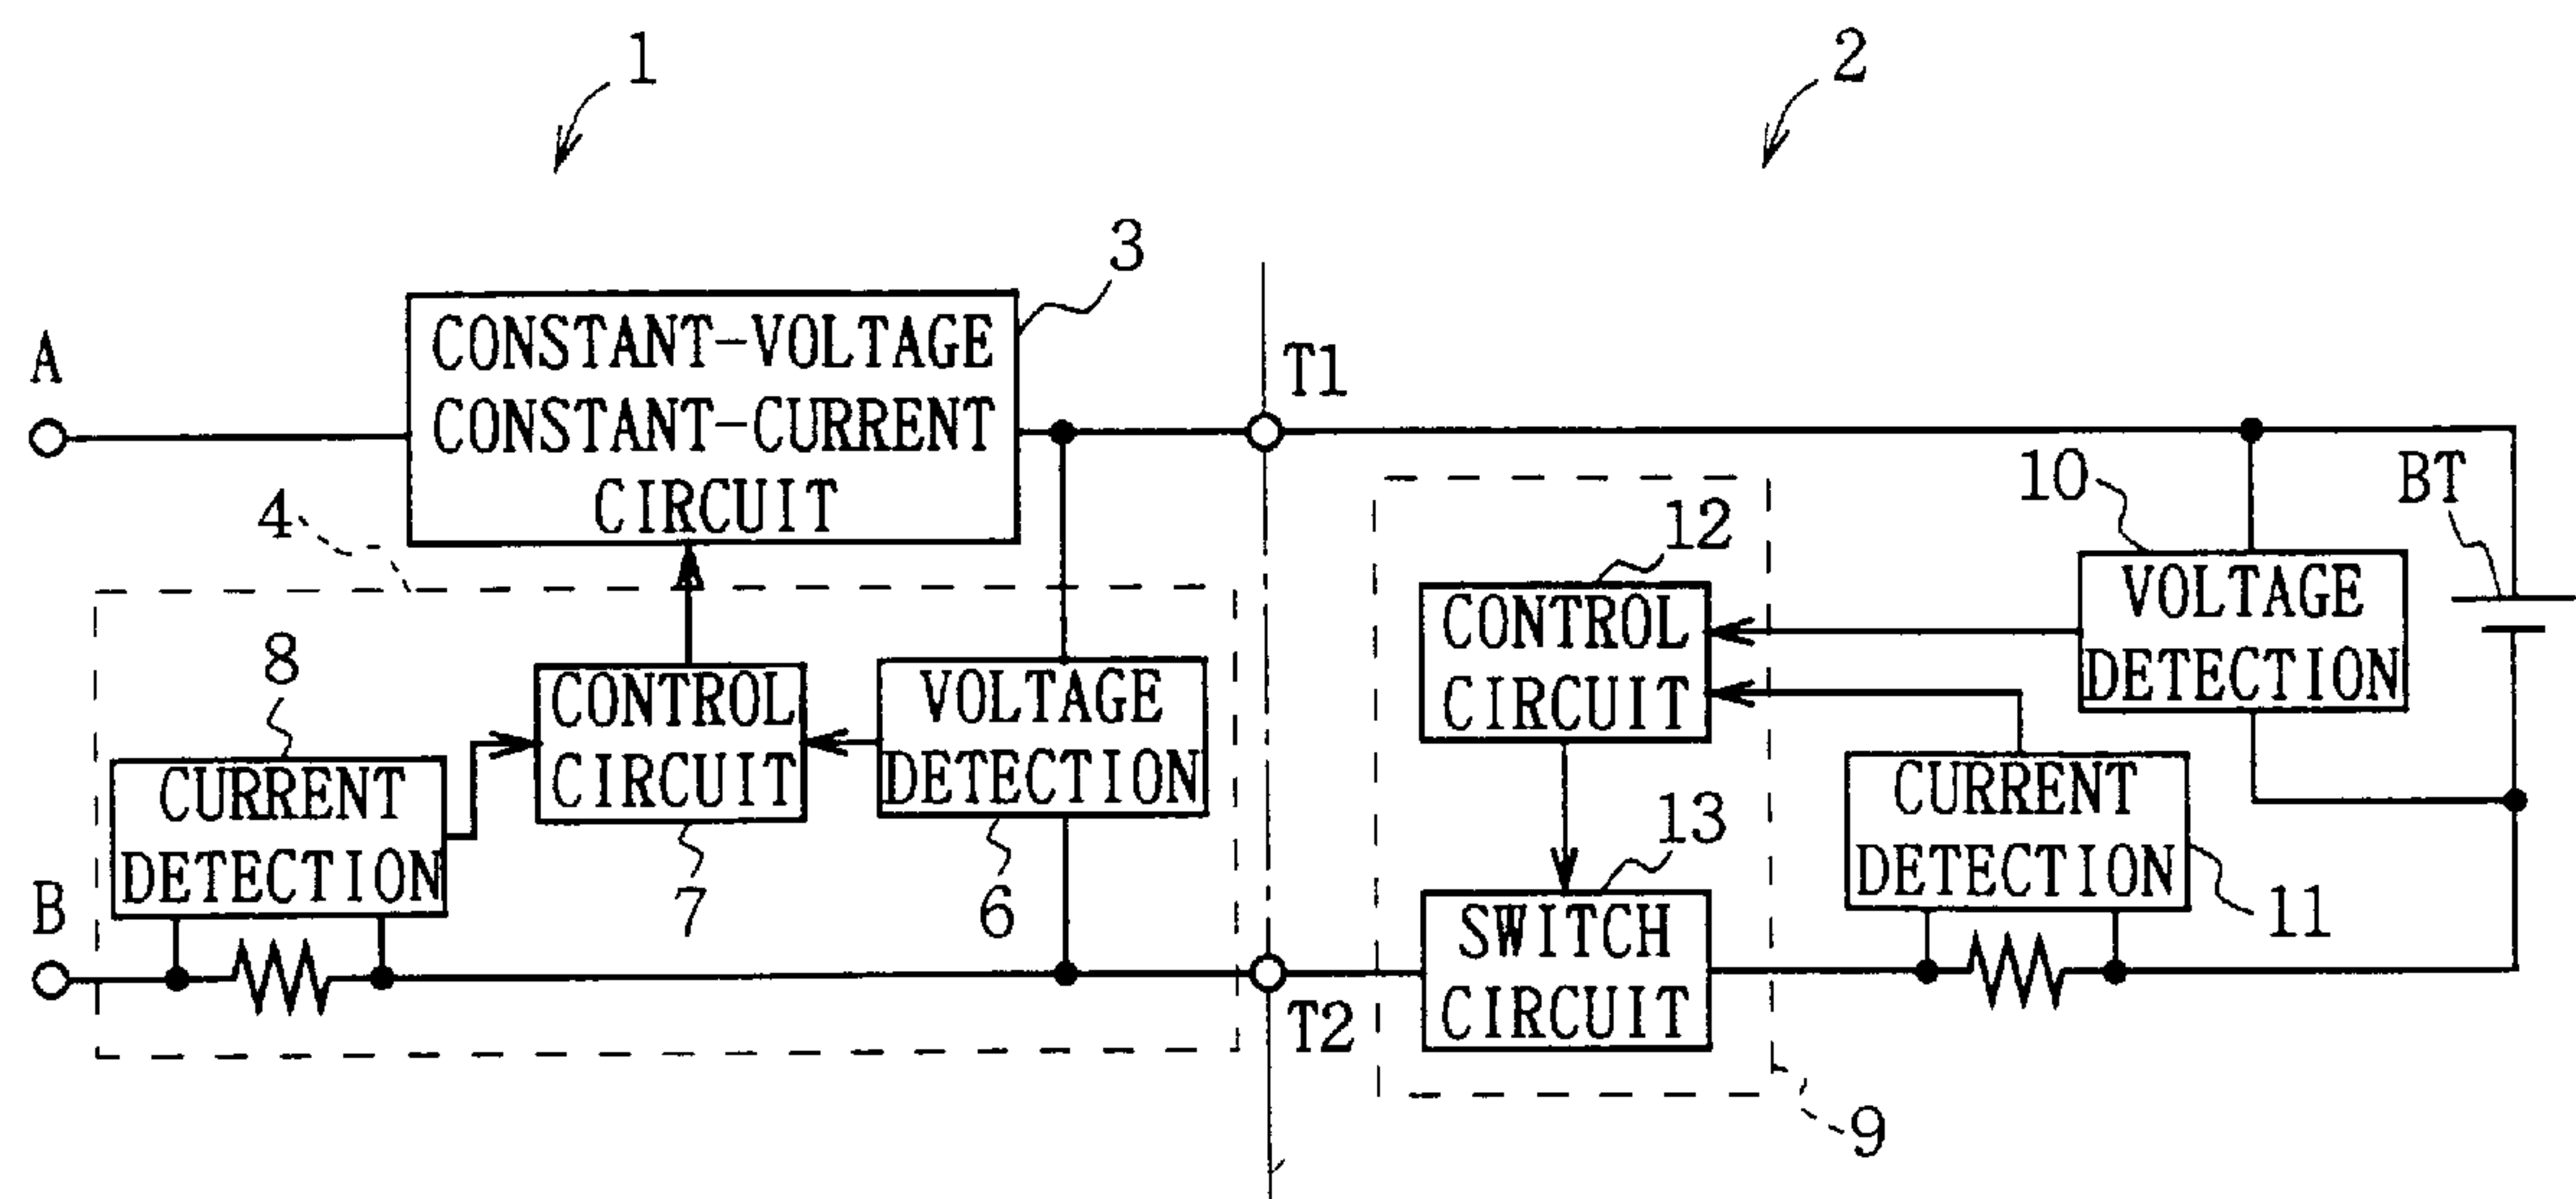 1
2
3
A
CONSTANT-VOLTAGE
CONSTANT-CURRENT
CIRCUIT
T1
4
10
BT
12
VOLTAGE
DETECTION
CONTROL
CIRCUIT
8
CONTROL
CIRCUIT
VOLTAGE
DETECTION
CURRENT
DETECTION
CURRENT
DETECTION
13
7
6
11
B
SWITCH
CIRCUIT
T2
9